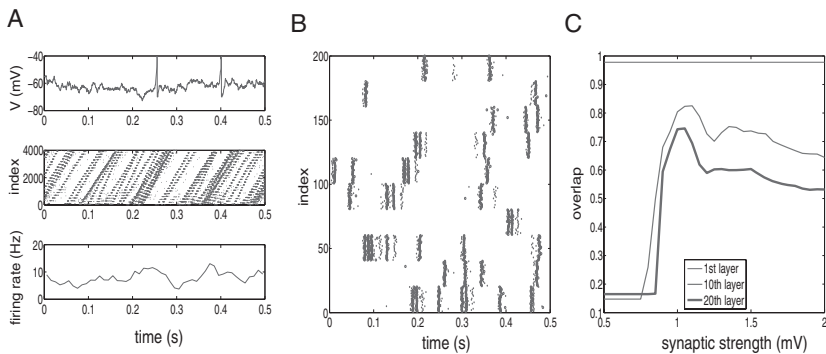 A
V (mV)
−40
−60
−80
0 0.1 0.2 0.3 0.4 0.5
index
4000
2000
0
0 0.1 0.2 0.3 0.4 0.5
firing rate (Hz)
20
10
0
0 0.1 0.2 0.3 0.4 0.5
time (s)
B
index
200
150
100
50
0
0 0.1 0.2 0.3 0.4 0.5
time (s)
C
overlap
1
0.9
0.8
0.7
0.6
0.5
0.4
0.3
0.2
0.1
1st layer
10th layer
20th layer
0.5 1 1.5 2
synaptic strength (mV)